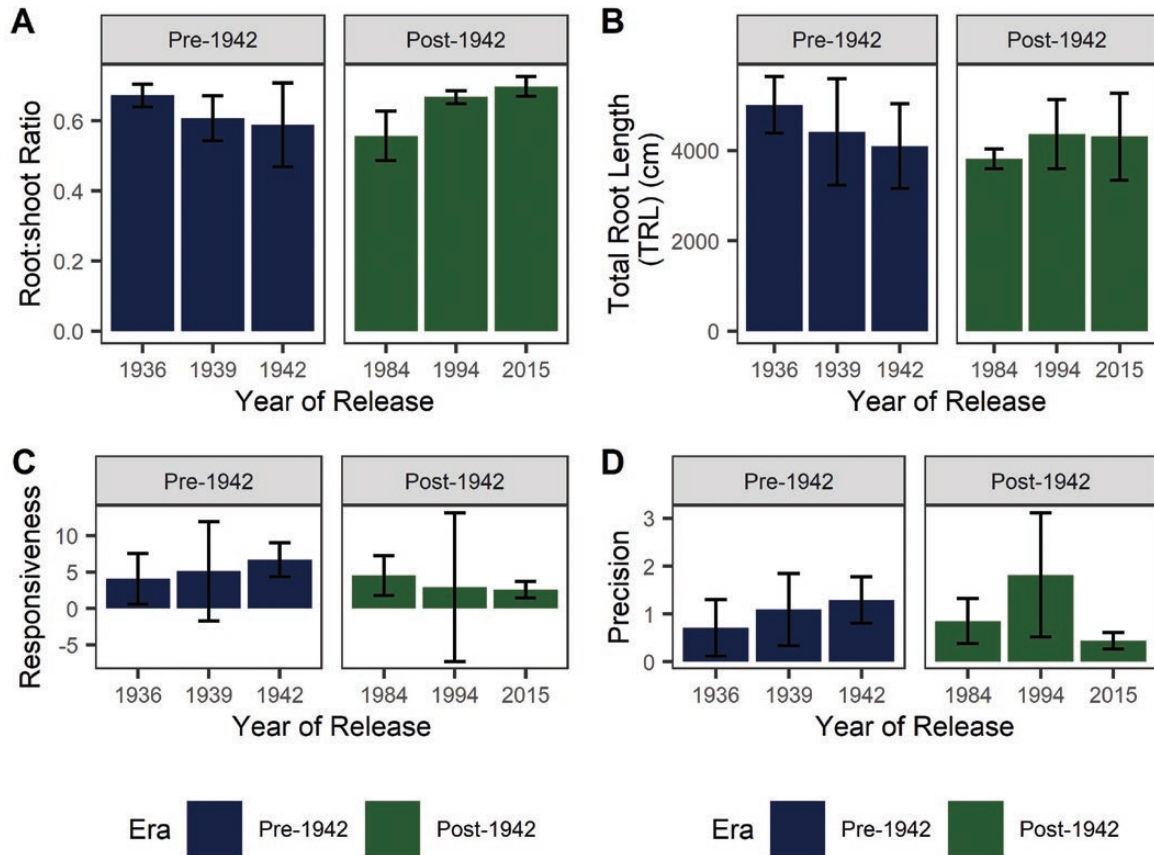 A
Pre-1942
Post-1942
Root:shoot Ratio
0.6
0.4
0.2
0.0
1936 1939 1942
1984 1994 2015
Year of Release
B
Pre-1942
Post-1942
Total Root Length
(TRL) (cm)
4000
2000
0
1936 1939 1942
1984 1994 2015
Year of Release
C
Pre-1942
Post-1942
Responsiveness
10
5
0
-5
1936 1939 1942
1984 1994 2015
Year of Release
D
Pre-1942
Post-1942
Precision
3
2
1
0
1936 1939 1942
1984 1994 2015
Year of Release
Era Pre-1942 Post-1942
Era Pre-1942 Post-1942